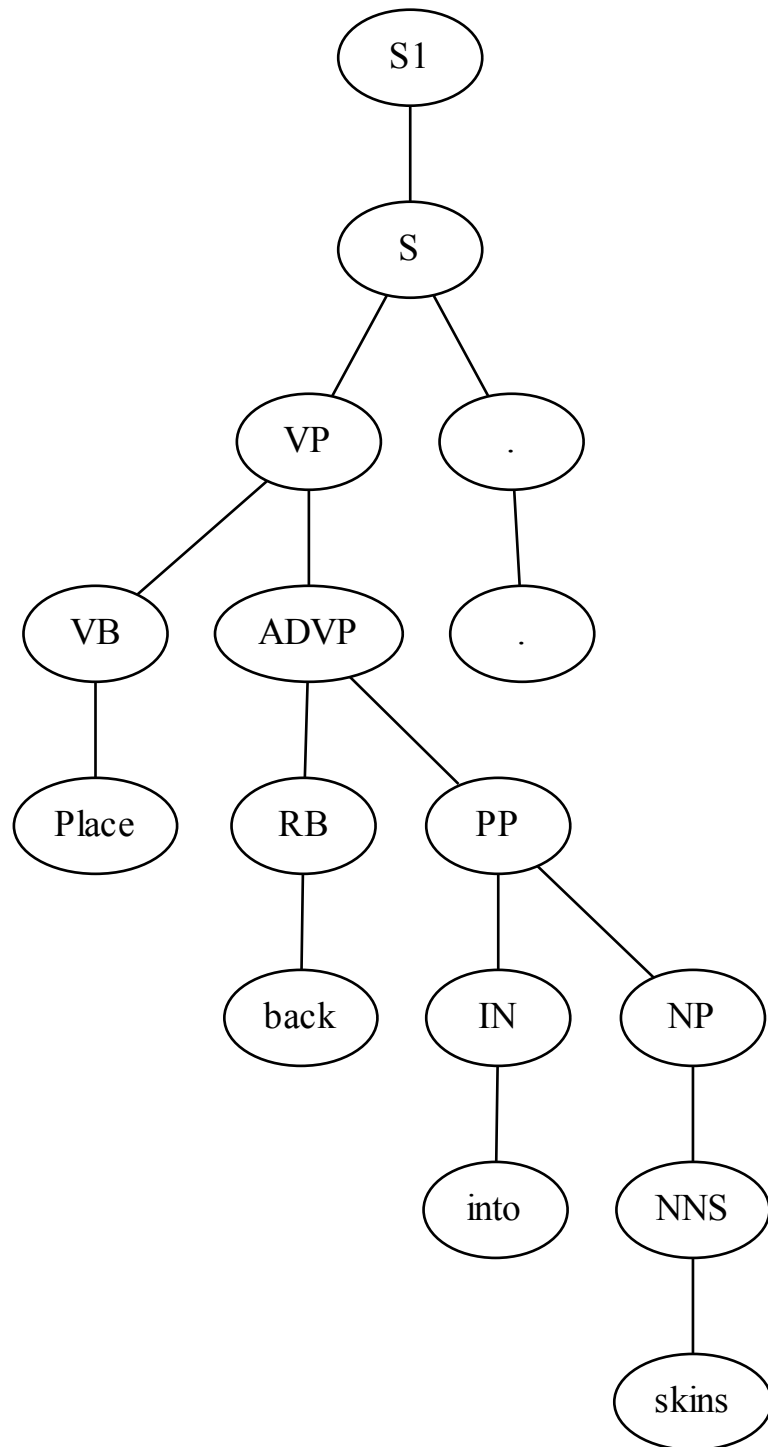 S1
S
VP .
VB ADVP .
Place RB PP
back IN NP
into NNS
skins